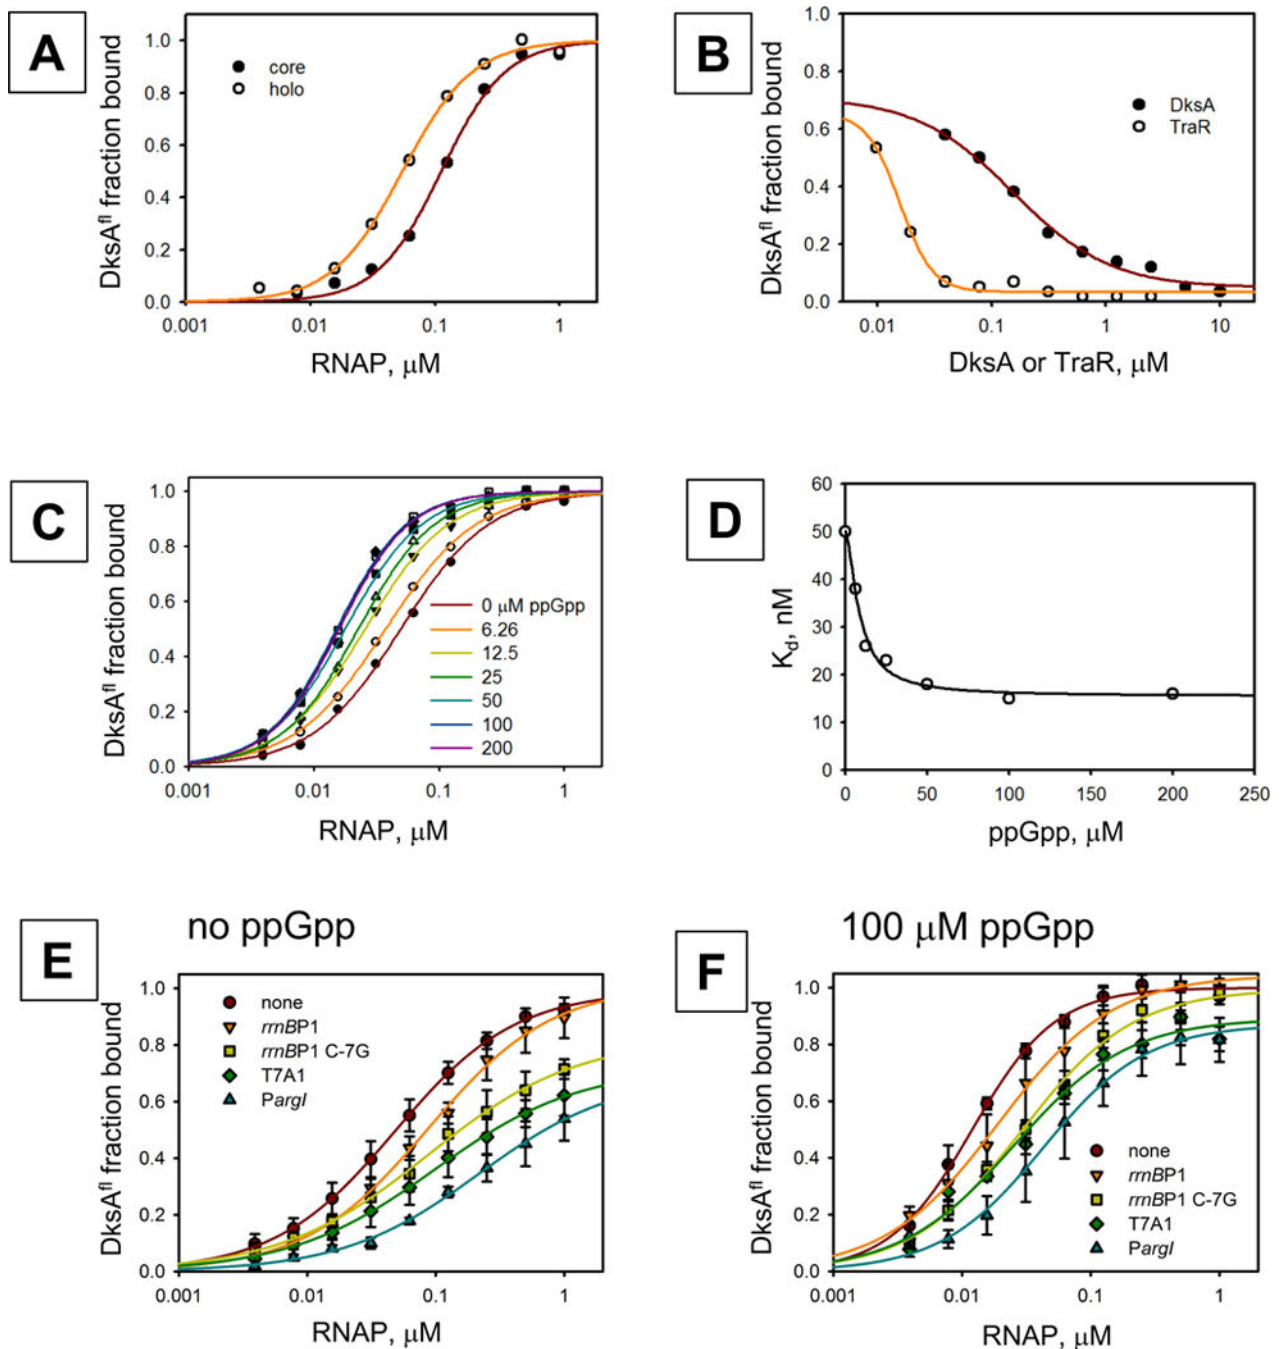 A
DksAᶠˡ fraction bound
1.0
0.8
0.6
0.4
0.2
0.0
core
holo
0.001
0.01
0.1
1
RNAP, μM
B
DksAᶠˡ fraction bound
1.0
0.8
0.6
0.4
0.2
0.0
DksA
TraR
0.01
0.1
1
10
DksA or TraR, μM
C
DksAᶠˡ fraction bound
1.0
0.8
0.6
0.4
0.2
0.0
0 μM ppGpp
6.26
12.5
25
50
100
200
0.001
0.01
0.1
1
RNAP, μM
D
Kd, nM
60
50
40
30
20
10
0
0
50
100
150
200
250
ppGpp, μM
E
no ppGpp
DksAᶠˡ fraction bound
1.0
0.8
0.6
0.4
0.2
0.0
none
rrnBP1
rrnBP1 C-7G
T7A1
PargI
0.001
0.01
0.1
1
RNAP, μM
F
100 μM ppGpp
DksAᶠˡ fraction bound
1.0
0.8
0.6
0.4
0.2
0.0
none
rrnBP1
rrnBP1 C-7G
T7A1
PargI
0.001
0.01
0.1
1
RNAP, μM